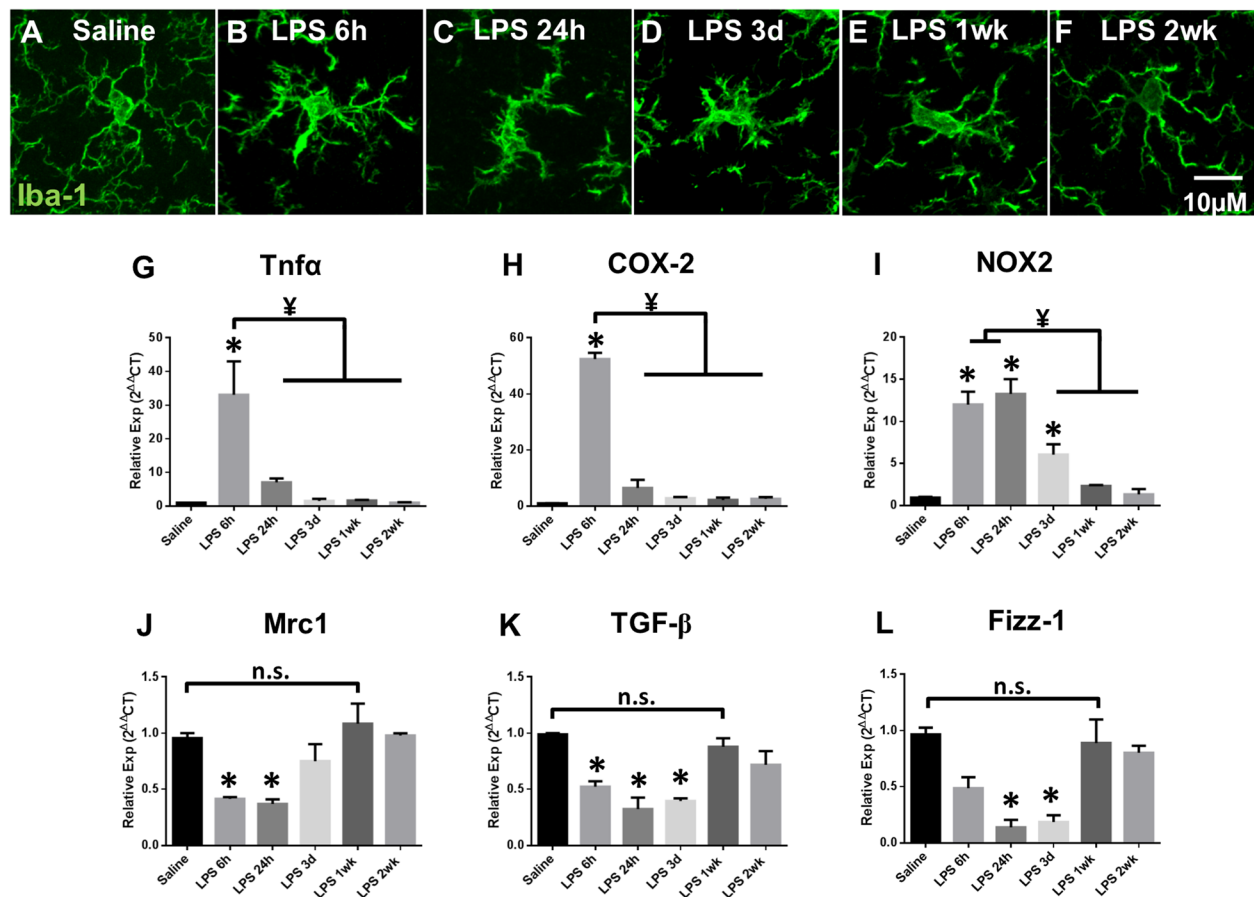 A Saline
B LPS 6h
C LPS 24h
D LPS 3d
E LPS 1wk
F LPS 2wk
Iba-1
10µM
G Tnfα
¥
*
Relative Exp (2^ΔΔCT)
50
40
30
20
10
0
Saline
LPS 6h
LPS 24h
LPS 3d
LPS 1wk
LPS 2wk
H COX-2
¥
*
Relative Exp (2^ΔΔCT)
60
40
20
0
Saline
LPS 6h
LPS 24h
LPS 3d
LPS 1wk
LPS 2wk
I NOX2
¥
* * *
Relative Exp (2^ΔΔCT)
20
15
10
5
0
Saline
LPS 6h
LPS 24h
LPS 3d
LPS 1wk
LPS 2wk
J Mrc1
n.s.
* *
Relative Exp (2^ΔΔCT)
1.5
1.0
0.5
0.0
Saline
LPS 6h
LPS 24h
LPS 3d
LPS 1wk
LPS 2wk
K TGF-β
n.s.
* * *
Relative Exp (2^ΔΔCT)
1.5
1.0
0.5
0.0
Saline
LPS 6h
LPS 24h
LPS 3d
LPS 1wk
LPS 2wk
L Fizz-1
n.s.
* *
Relative Exp (2^ΔΔCT)
1.5
1.0
0.5
0.0
Saline
LPS 6h
LPS 24h
LPS 3d
LPS 1wk
LPS 2wk